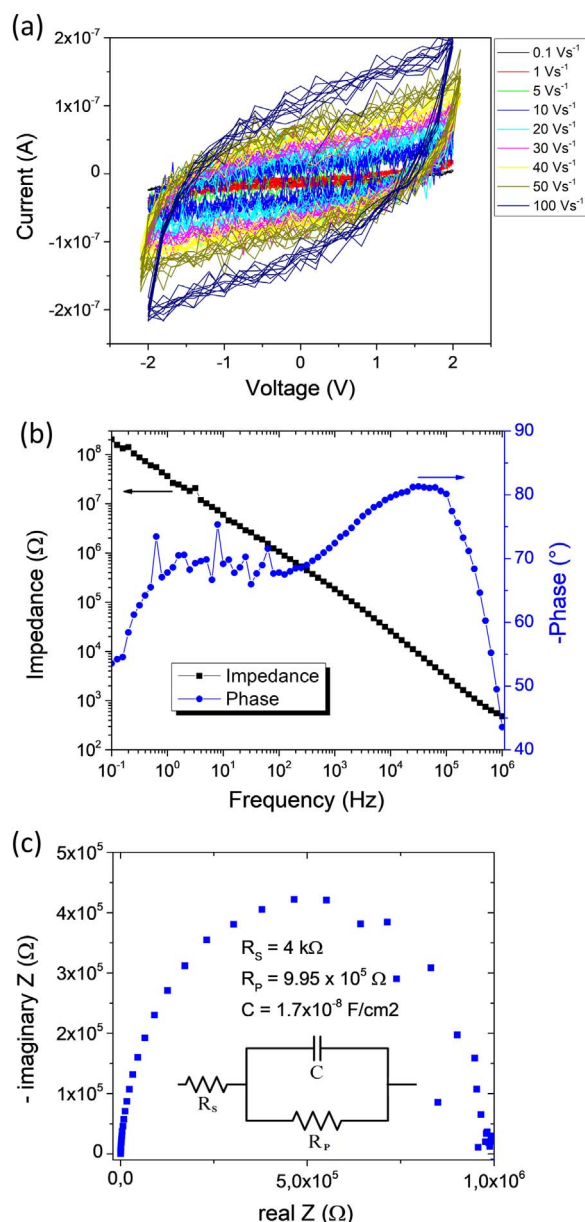 (a)
2x10⁻⁷
1x10⁻⁷
0
-1x10⁻⁷
-2x10⁻⁷
Current (A)
-2 -1 0 1 2
Voltage (V)
0.1 Vs⁻¹
1 Vs⁻¹
5 Vs⁻¹
10 Vs⁻¹
20 Vs⁻¹
30 Vs⁻¹
40 Vs⁻¹
50 Vs⁻¹
100 Vs⁻¹
(b)
10⁸
10⁷
10⁶
10⁵
10⁴
10³
10²
Impedance (Ω)
Impedance
Phase
90
80
70
60
50
40
-Phase (°)
10⁻¹ 10⁰ 10¹ 10² 10³ 10⁴ 10⁵ 10⁶
Frequency (Hz)
(c)
5x10⁵
4x10⁵
3x10⁵
2x10⁵
1x10⁵
0
- imaginary Z (Ω)
R_S = 4 kΩ
R_P = 9.95 x 10⁵ Ω
C = 1.7x10⁻⁸ F/cm2
C
R_S
R_P
0,0 5,0x10⁵ 1,0x10⁶
real Z (Ω)